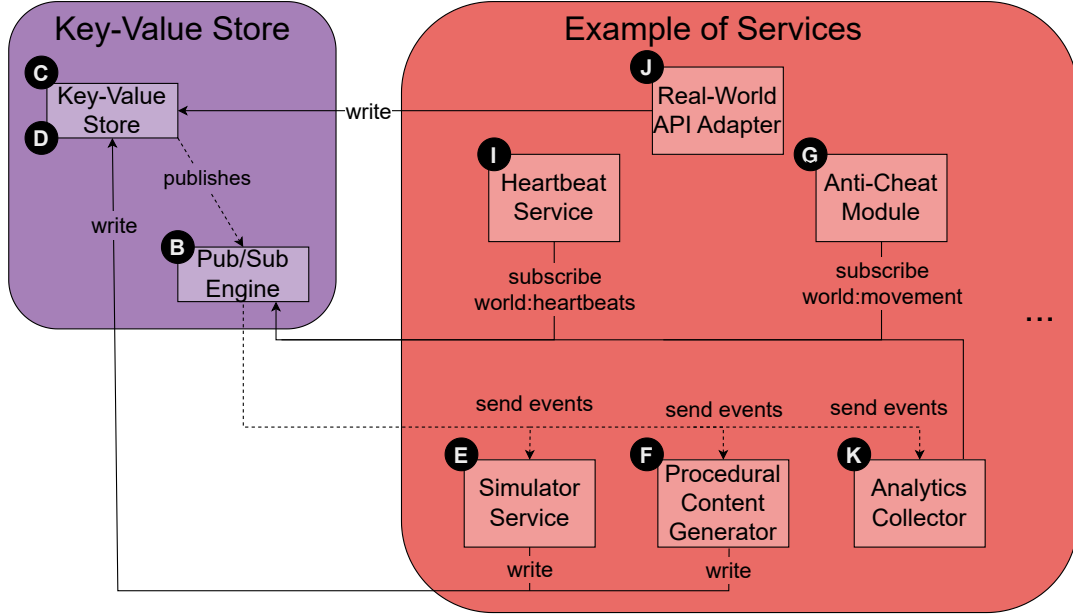 Key-Value Store
Example of Services
C
Key-Value
Store
D
publishes
write
B
Pub/Sub
Engine
write
J
Real-World
API Adapter
I
Heartbeat
Service
subscribe
world:heartbeats
G
Anti-Cheat
Module
subscribe
world:movement
...
send events
send events
send events
E
Simulator
Service
F
Procedural
Content
Generator
K
Analytics
Collector
write
write